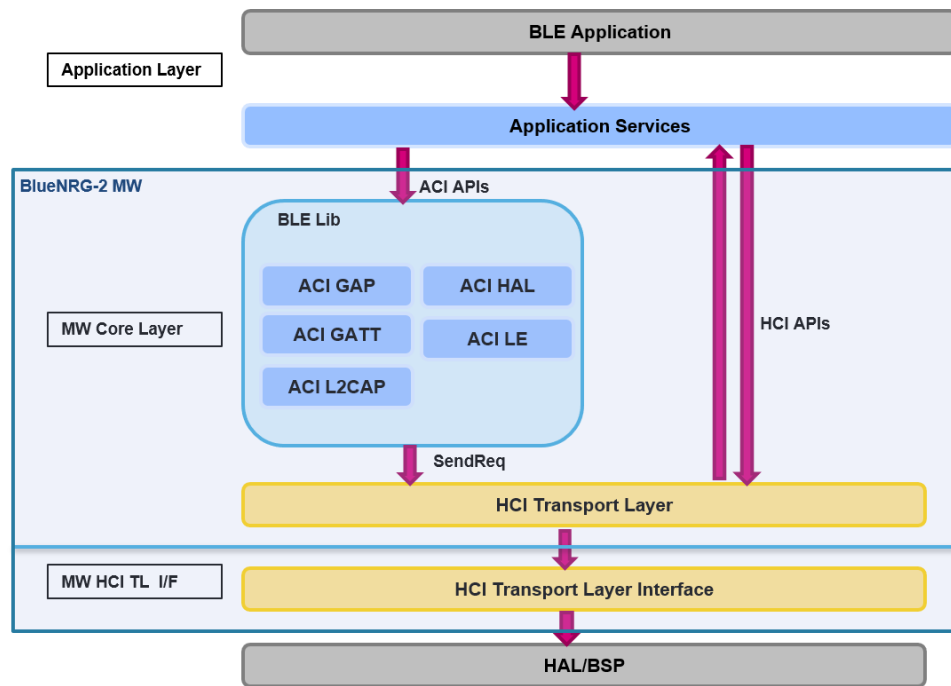 BLE Application
Application Layer
Application Services
BlueNRG-2 MW
ACI APIs
BLE Lib
ACI GAP
ACI HAL
ACI GATT
ACI LE
ACI L2CAP
MW Core Layer
HCI APIs
SendReq
HCI Transport Layer
MW HCI TL I/F
HCI Transport Layer Interface
HAL/BSP